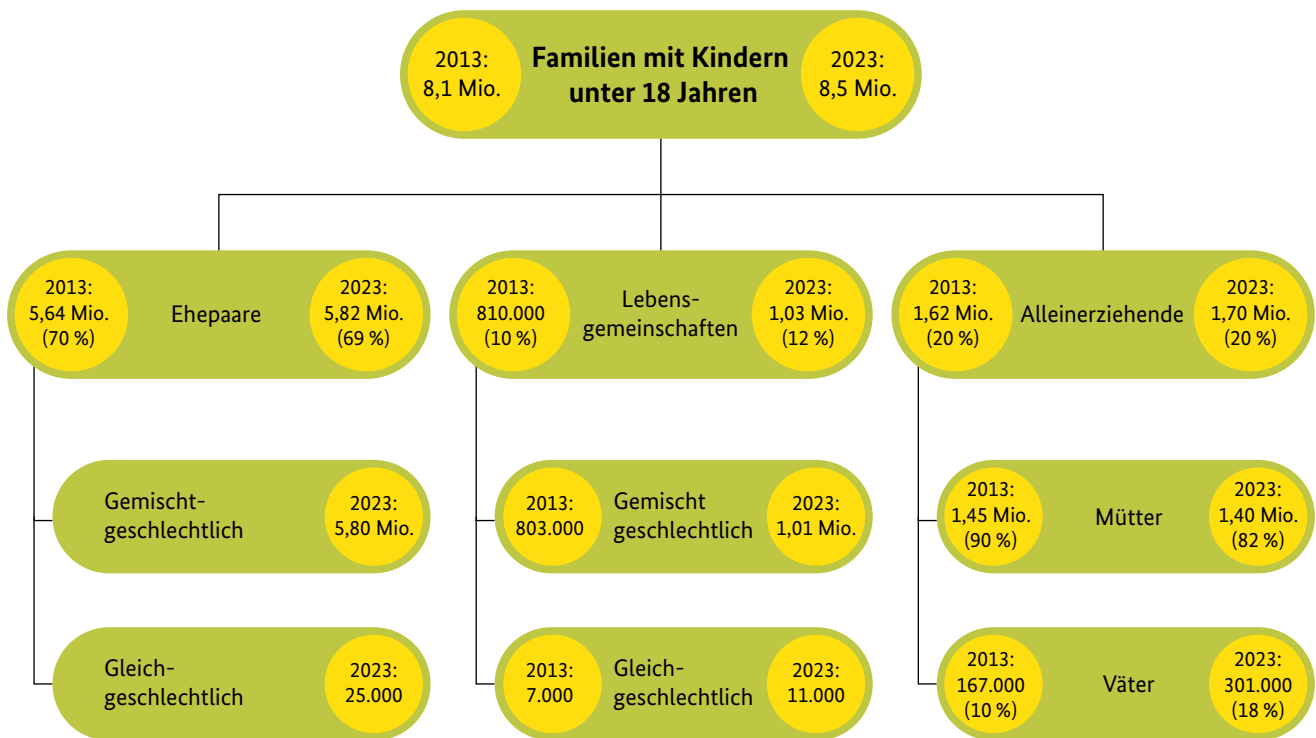 2013:
8,1 Mio.
Familien mit Kindern
unter 18 Jahren
2023:
8,5 Mio.
2013:
5,64 Mio.
(70 %)
Ehepaare
2023:
5,82 Mio.
(69 %)
2013:
810.000
(10 %)
Lebens-
gemeinschaften
2023:
1,03 Mio.
(12 %)
2013:
1,62 Mio.
(20 %)
Alleinerziehende
2023:
1,70 Mio.
(20 %)
Gemischt-
geschlechtlich
2023:
5,80 Mio.
2013:
803.000
Gemischt
geschlechtlich
2023:
1,01 Mio.
2013:
1,45 Mio.
(90 %)
Mütter
2023:
1,40 Mio.
(82 %)
Gleich-
geschlechtlich
2023:
25.000
2013:
7.000
Gleich-
geschlechtlich
2023:
11.000
2013:
167.000
(10 %)
Väter
2023:
301.000
(18 %)